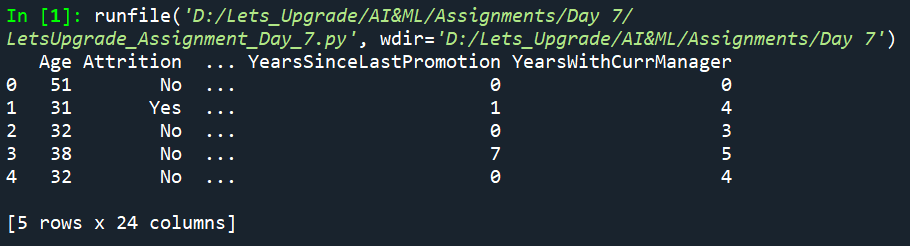 In [1]: runfile('D:/Lets_Upgrade/AI&ML/Assignments/Day 7/
LetsUpgrade_Assignment_Day_7.py', wdir='D:/Lets_Upgrade/AI&ML/Assignments/Day 7')
   Age Attrition  ... YearsSinceLastPromotion YearsWithCurrManager
0   51        No  ...                       0                    0
1   31       Yes  ...                       1                    4
2   32        No  ...                       0                    3
3   38        No  ...                       7                    5
4   32        No  ...                       0                    4
[5 rows x 24 columns]